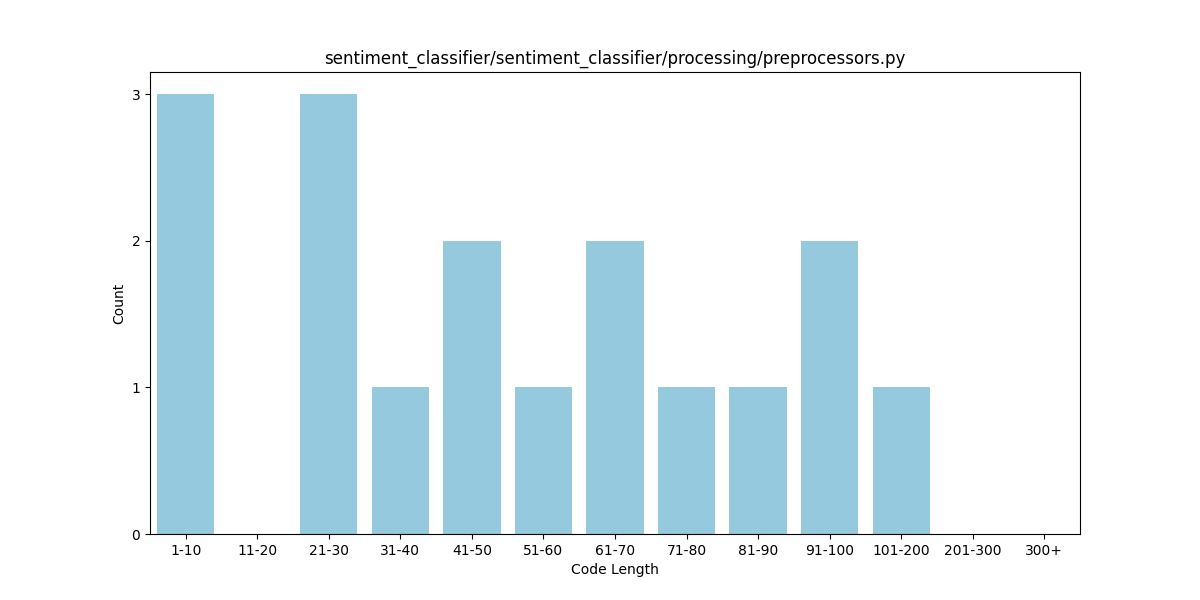 sentiment_classifier/sentiment_classifier/processing/preprocessors.py
3
2
1
0
Count
1-10 11-20 21-30 31-40 41-50 51-60 61-70 71-80 81-90 91-100 101-200 201-300 300+
Code Length